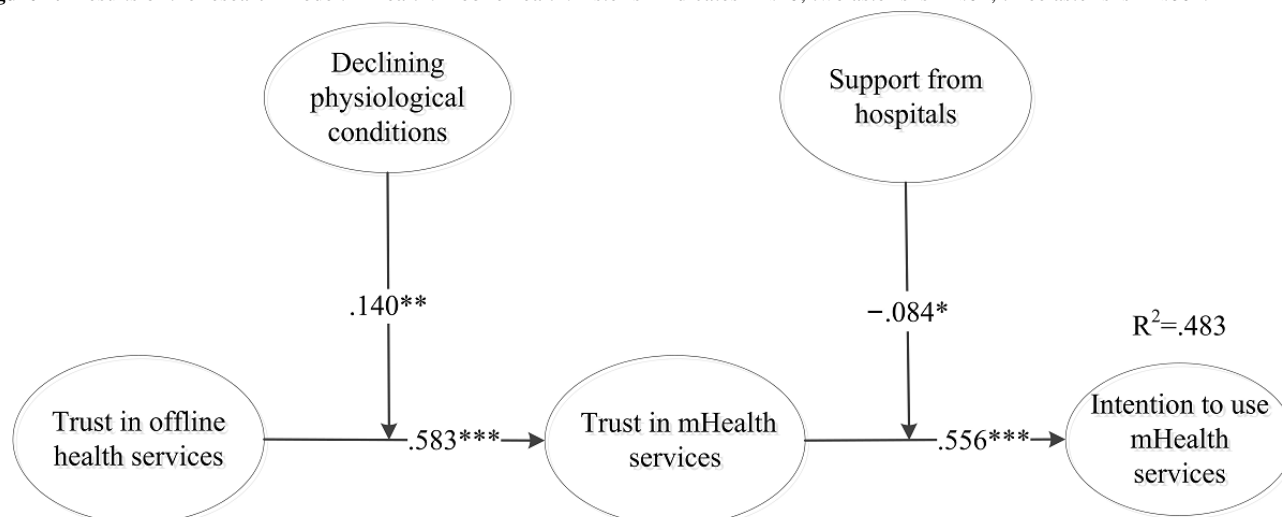 Declining
physiological
conditions
Support from
hospitals
.140**
−.084*
R²=.483
Trust in offline
health services
.583***
Trust in mHealth
services
.556***
Intention to use
mHealth
services